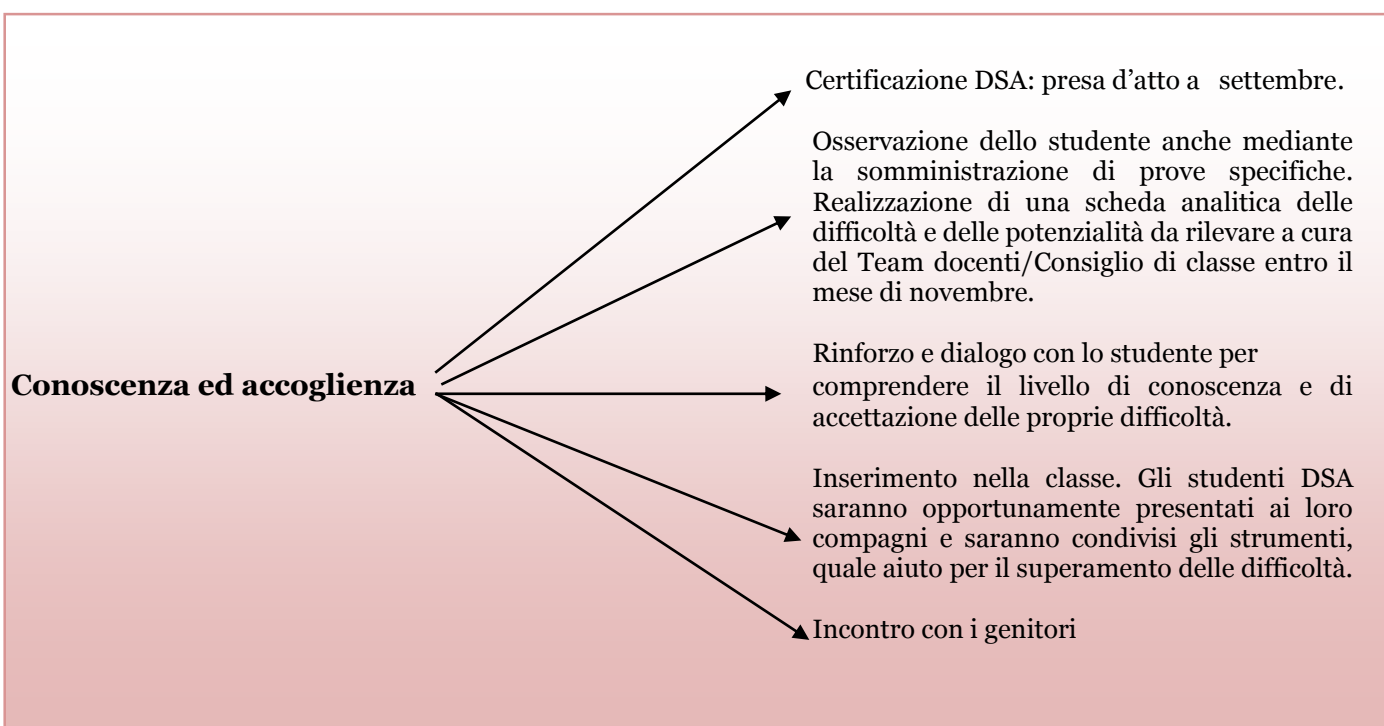 Certificazione DSA: presa d’atto a settembre.
Osservazione dello studente anche mediante
la somministrazione di prove specifiche.
Realizzazione di una scheda analitica delle
difficoltà e delle potenzialità da rilevare a cura
del Team docenti/Consiglio di classe entro il
mese di novembre.
Rinforzo e dialogo con lo studente per
Conoscenza ed accoglienza
comprendere il livello di conoscenza e di
accettazione delle proprie difficoltà.
Inserimento nella classe. Gli studenti DSA
saranno opportunamente presentati ai loro
compagni e saranno condivisi gli strumenti,
quale aiuto per il superamento delle difficoltà.
Incontro con i genitori